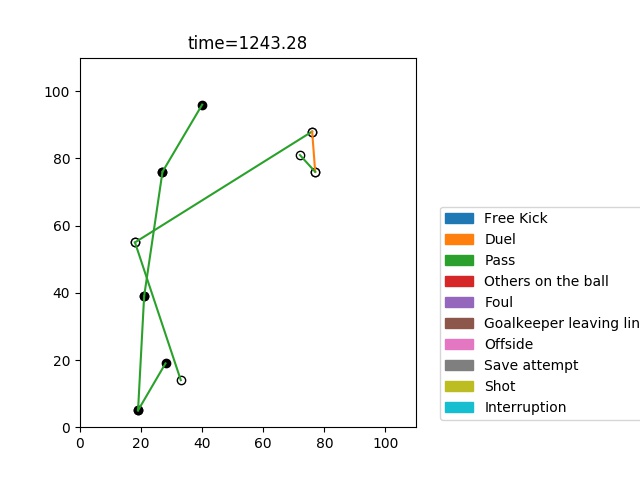 time=1243.28
100
80
60
40
20
0
0 20 40 60 80 100
Free Kick
Duel
Pass
Others on the ball
Foul
Goalkeeper leaving lin
Offside
Save attempt
Shot
Interruption